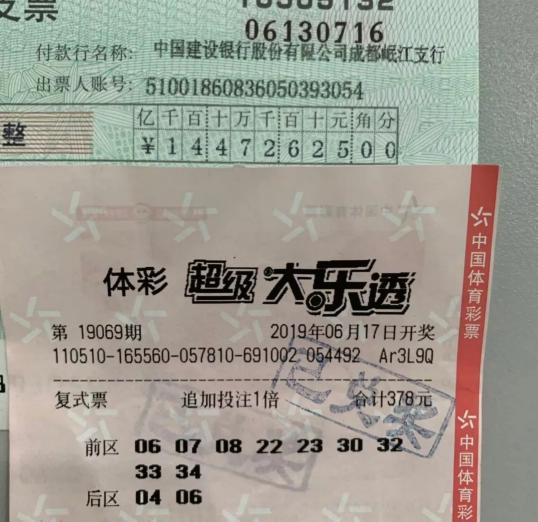 支票
06130716
付款行名称: 中国建设银行股份有限公司成都岷江支行
出票人账号: 51001860836050393054
亿千百十万千百十元角分
整
¥1447262500
中国体育彩票
体彩 超级大乐透
第 19069期 2019年06月17日开奖
110510-165560-057810-691002 054492 Ar3L9Q
复式票 追加投注1倍 合计378元
已兑奖
前区 06 07 08 22 23 30 32
33 34
后区 04 06
中国体育彩